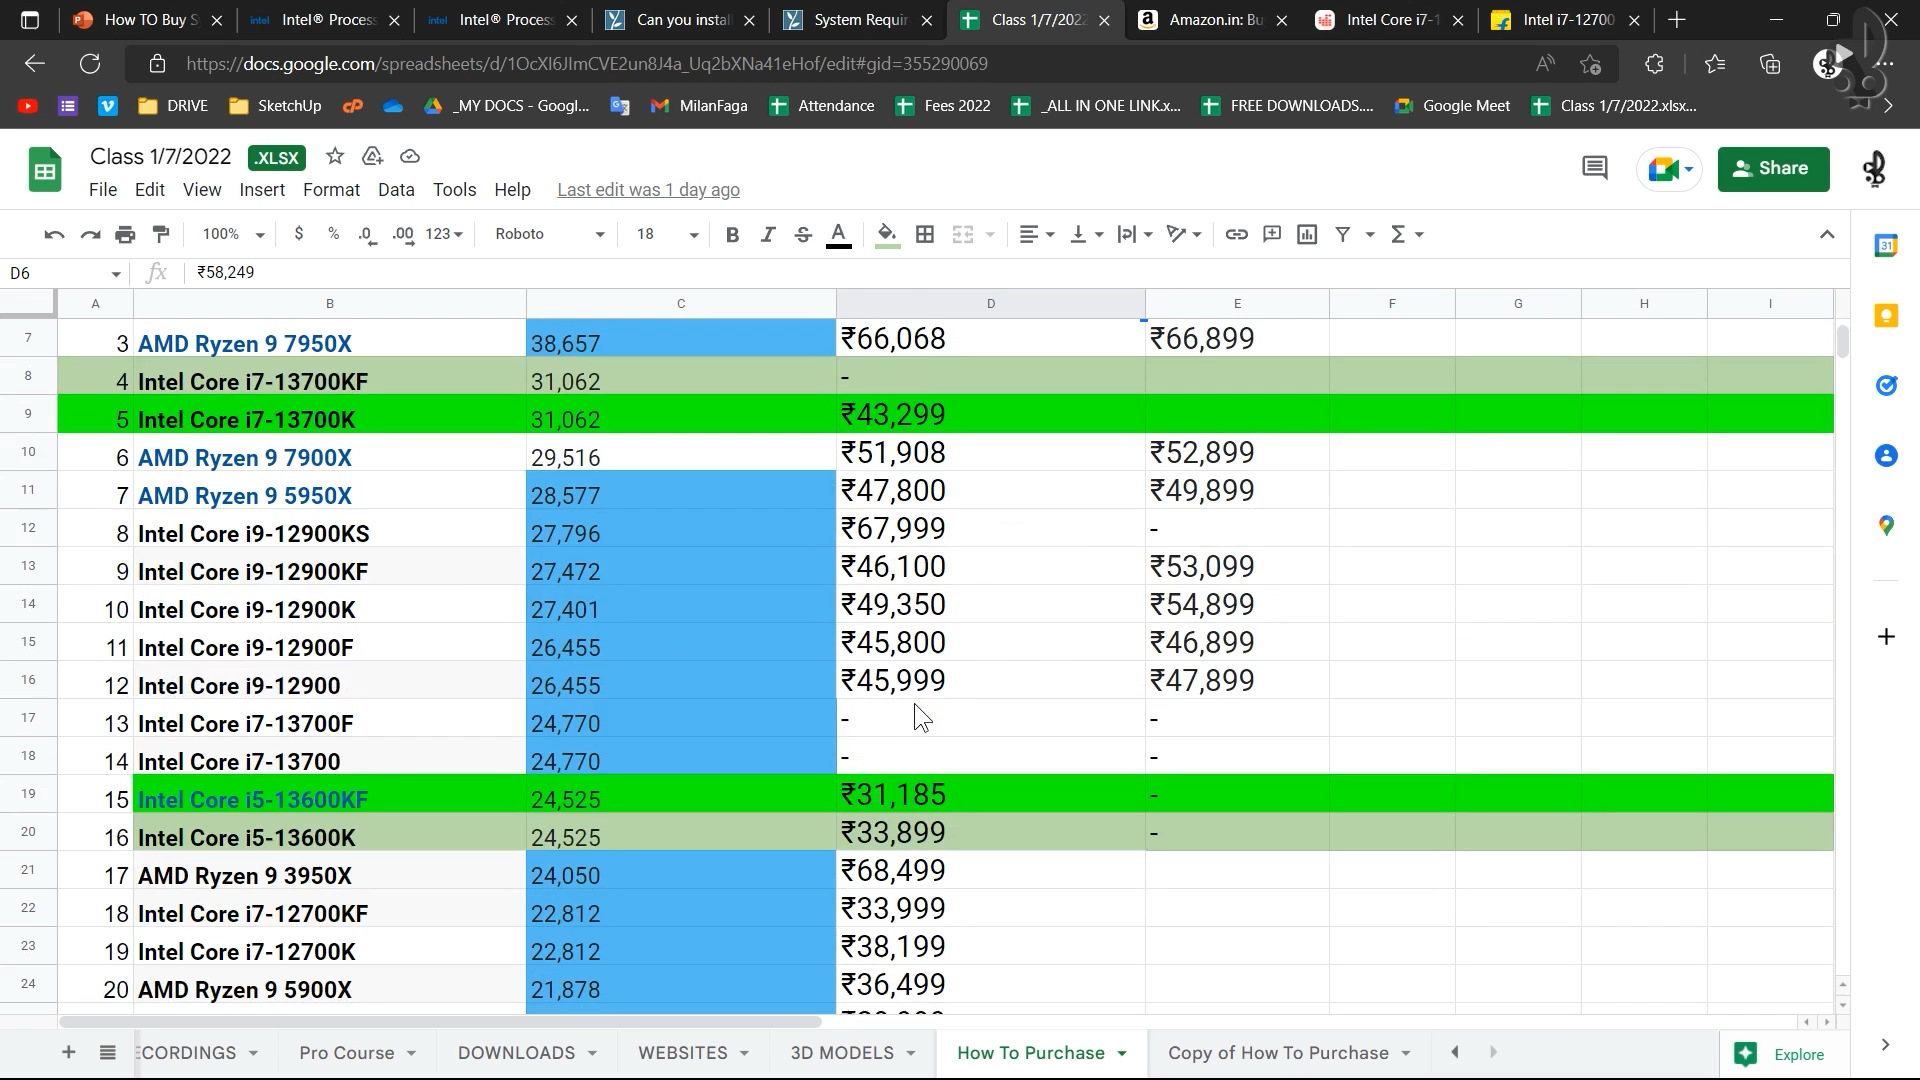 How TO Buy S
Intel® Process
Intel® Process
Can you instal
System Requir
Class 1/7/2022
Amazon.in: Bu
Intel Core i7-1
Intel i7-12700
https://docs.google.com/spreadsheets/d/1OcXI6JImCVE2un8J4a_Uq2bXNa41eHof/edit#gid=355290069
DRIVE
SketchUp
_MY DOCS - Googl...
MilanFaga
Attendance
Fees 2022
_ALL IN ONE LINK.x...
FREE DOWNLOADS....
Google Meet
Class 1/7/2022.xlsx...
Class 1/7/2022 .XLSX
Share
File Edit View Insert Format Data Tools Help Last edit was 1 day ago
100% $ % .0 .00 123 Roboto 18 B I S A
D6 fx ₹58,249
A B C D E F G H I
7 3 AMD Ryzen 9 7950X 38,657 ₹66,068 ₹66,899
8 4 Intel Core i7-13700KF 31,062 -
9 5 Intel Core i7-13700K 31,062 ₹43,299
10 6 AMD Ryzen 9 7900X 29,516 ₹51,908 ₹52,899
11 7 AMD Ryzen 9 5950X 28,577 ₹47,800 ₹49,899
12 8 Intel Core i9-12900KS 27,796 ₹67,999 -
13 9 Intel Core i9-12900KF 27,472 ₹46,100 ₹53,099
14 10 Intel Core i9-12900K 27,401 ₹49,350 ₹54,899
15 11 Intel Core i9-12900F 26,455 ₹45,800 ₹46,899
16 12 Intel Core i9-12900 26,455 ₹45,999 ₹47,899
17 13 Intel Core i7-13700F 24,770 - -
18 14 Intel Core i7-13700 24,770 - -
19 15 Intel Core i5-13600KF 24,525 ₹31,185 -
20 16 Intel Core i5-13600K 24,525 ₹33,899 -
21 17 AMD Ryzen 9 3950X 24,050 ₹68,499
22 18 Intel Core i7-12700KF 22,812 ₹33,999
23 19 Intel Core i7-12700K 22,812 ₹38,199
24 20 AMD Ryzen 9 5900X 21,878 ₹36,499
CORDINGS Pro Course DOWNLOADS WEBSITES 3D MODELS How To Purchase Copy of How To Purchase Explore